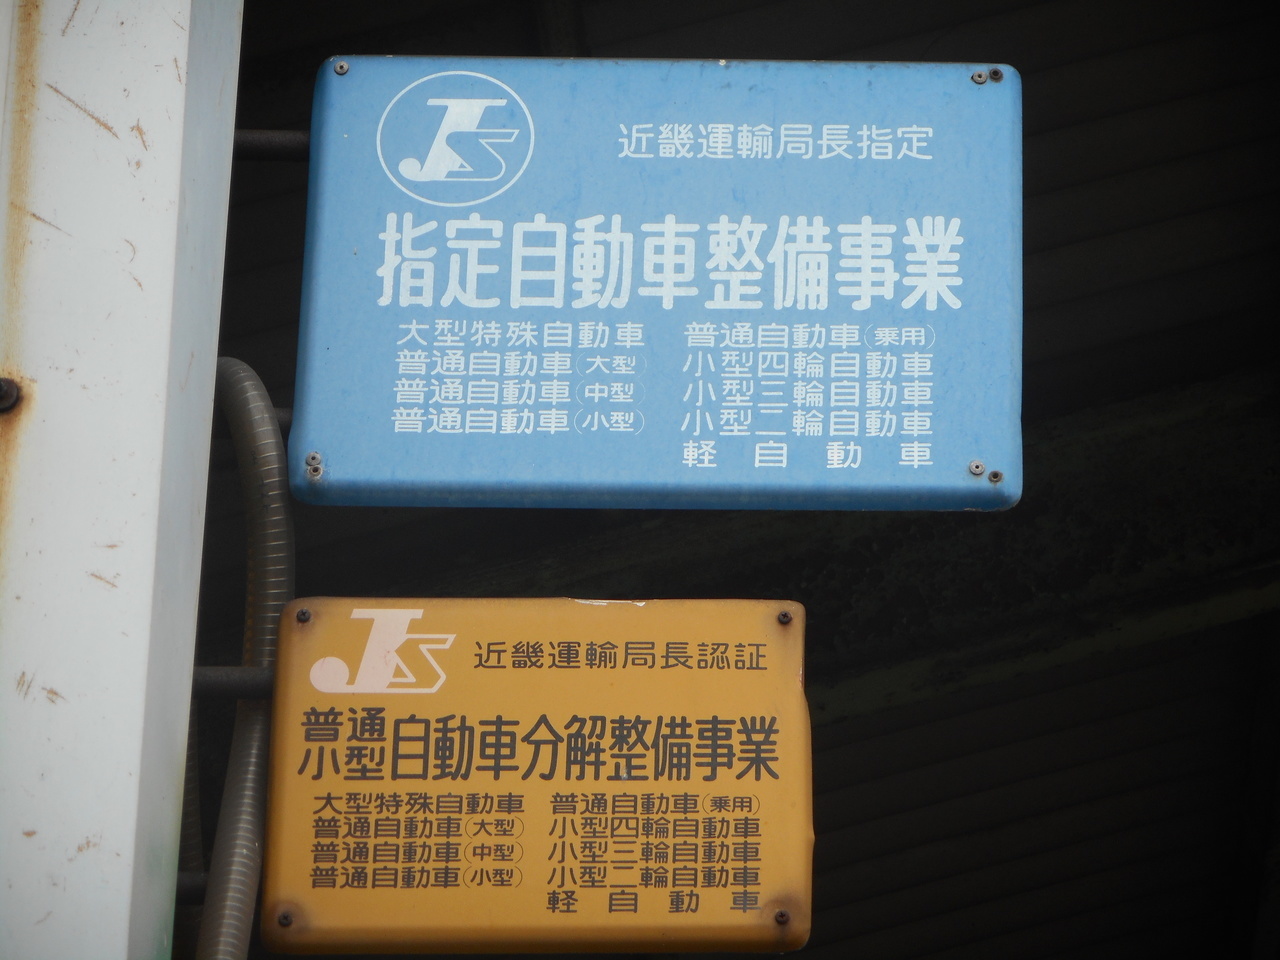 JS
近畿運輸局長指定
指定自動車整備事業
大型特殊自動車
普通自動車(大型)
普通自動車(中型)
普通自動車(小型)
普通自動車(乗用)
小型四輪自動車
小型三輪自動車
小型二輪自動車
軽自動車
JS
近畿運輸局長認証
普通
小型
自動車分解整備事業
大型特殊自動車
普通自動車(大型)
普通自動車(中型)
普通自動車(小型)
普通自動車(乗用)
小型四輪自動車
小型三輪自動車
小型二輪自動車
軽自動車